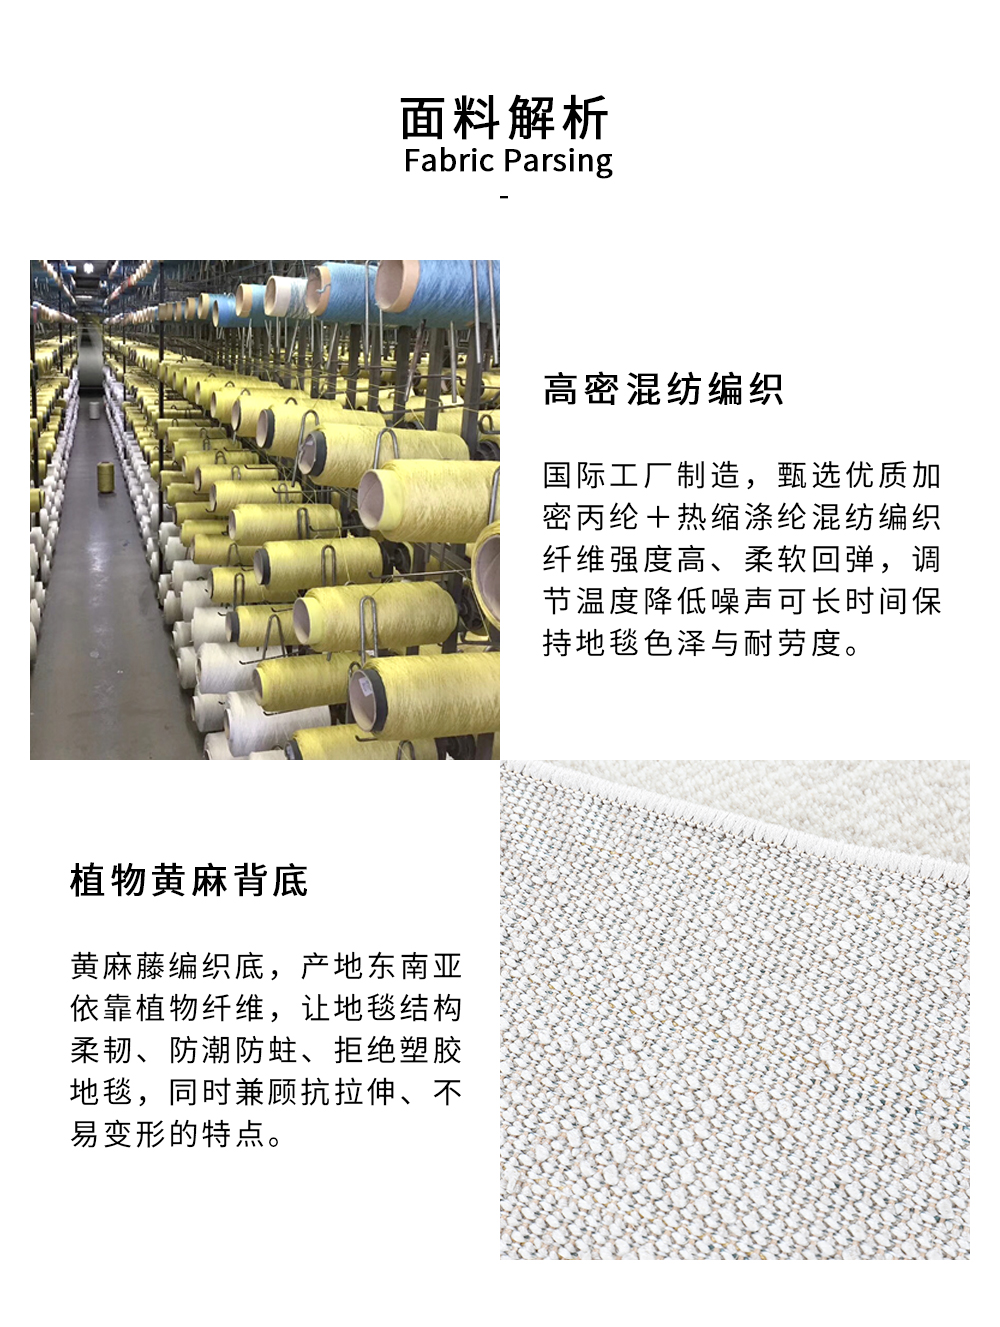 面料解析
Fabric Parsing
-
高密混纺编织
国际工厂制造，甄选优质加
密丙纶＋热缩涤纶混纺编织
纤维强度高、柔软回弹，调
节温度降低噪声可长时间保
持地毯色泽与耐劳度。
植物黄麻背底
黄麻藤编织底，产地东南亚
依靠植物纤维，让地毯结构
柔韧、防潮防蛀、拒绝塑胶
地毯，同时兼顾抗拉伸、不
易变形的特点。